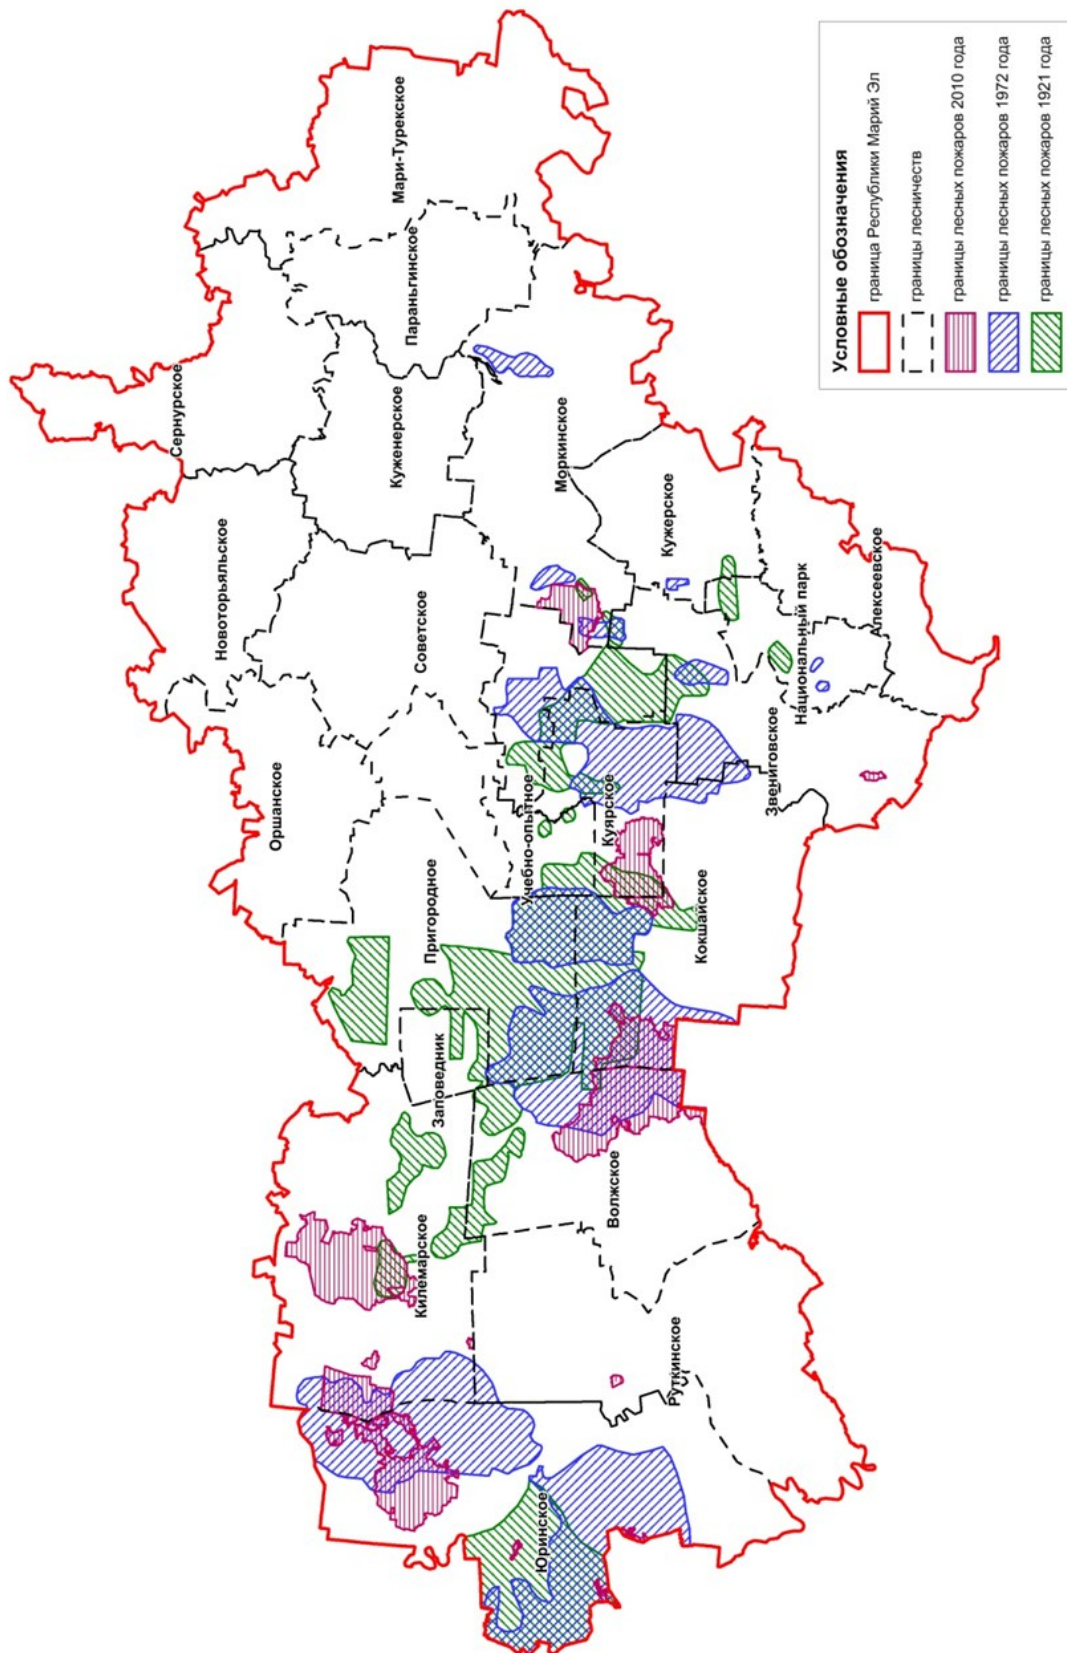 Сернурское
Мари-Турекское
Новоторьяльское
Параньгинское
Куженерское
Оршанское
Советское
Моркинское
Пригородное
Кужерское
Учебно-опытное
Заповедник
Куярское
Национальный парк
Алексеевское
Звениговское
Кокшайское
Килемарское
Волжское
Руткинское
Юринское
Условные обозначения
граница Республики Марий Эл
границы лесничеств
границы лесных пожаров 2010 года
границы лесных пожаров 1972 года
границы лесных пожаров 1921 года